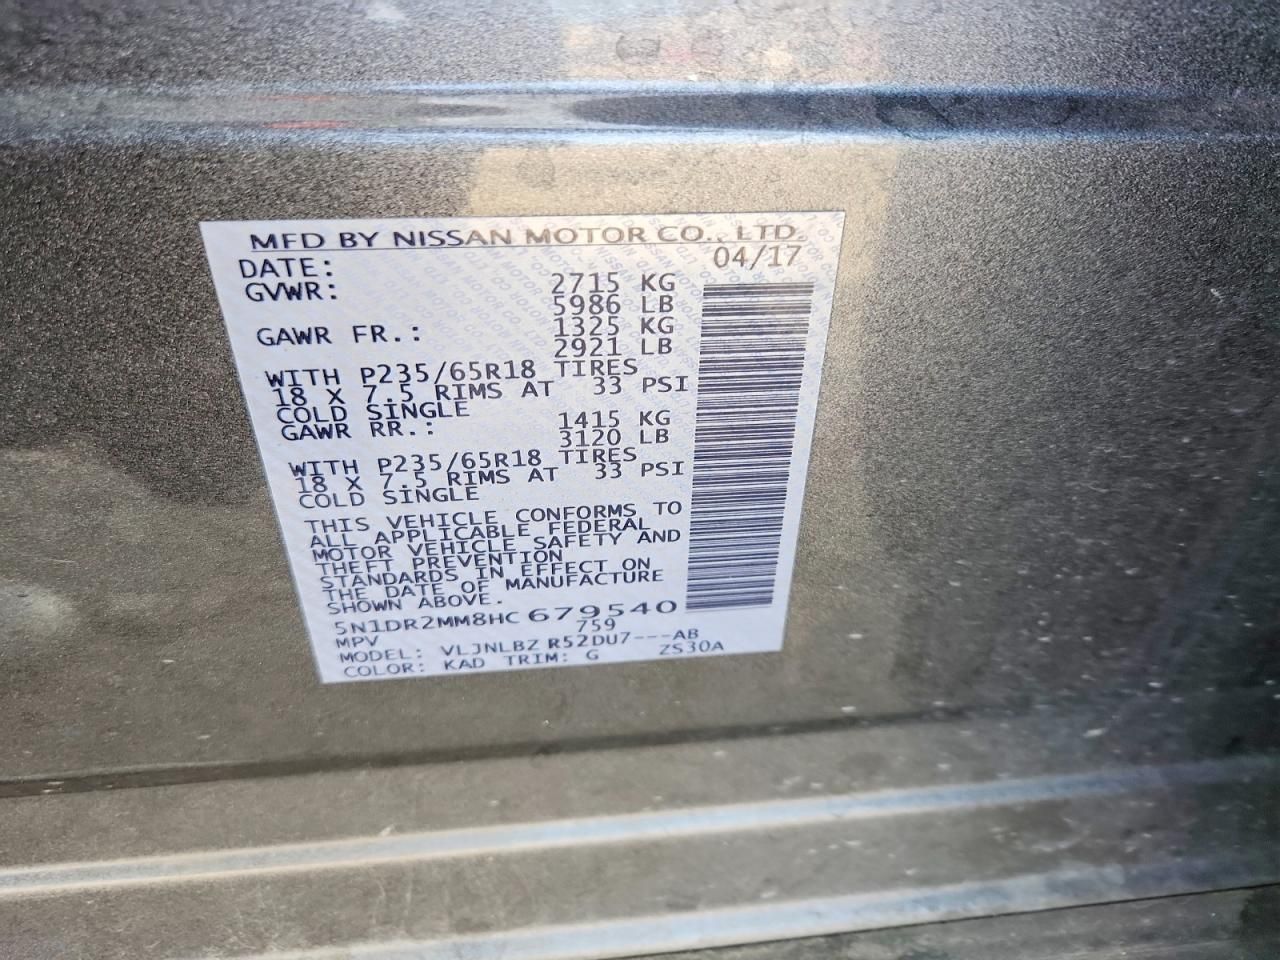 MFD BY NISSAN MOTOR CO., LTD
DATE: 04/17
GVWR: 2715 KG
5986 LB
GAWR FR.: 1325 KG
2921 LB
WITH P235/65R18 TIRES
18 X 7.5 RIMS AT 33 PSI
COLD SINGLE
GAWR RR.: 1415 KG
3120 LB
WITH P235/65R18 TIRES
18 X 7.5 RIMS AT 33 PSI
COLD SINGLE
THIS VEHICLE CONFORMS TO
ALL APPLICABLE FEDERAL
MOTOR VEHICLE SAFETY AND
THEFT PREVENTION
STANDARDS IN EFFECT ON
THE DATE OF MANUFACTURE
SHOWN ABOVE.
5N1DR2MM8HC679540
MPV 759
MODEL: VLJNLBZ R52DU7---AB
COLOR: KAD TRIM: G ZS30A